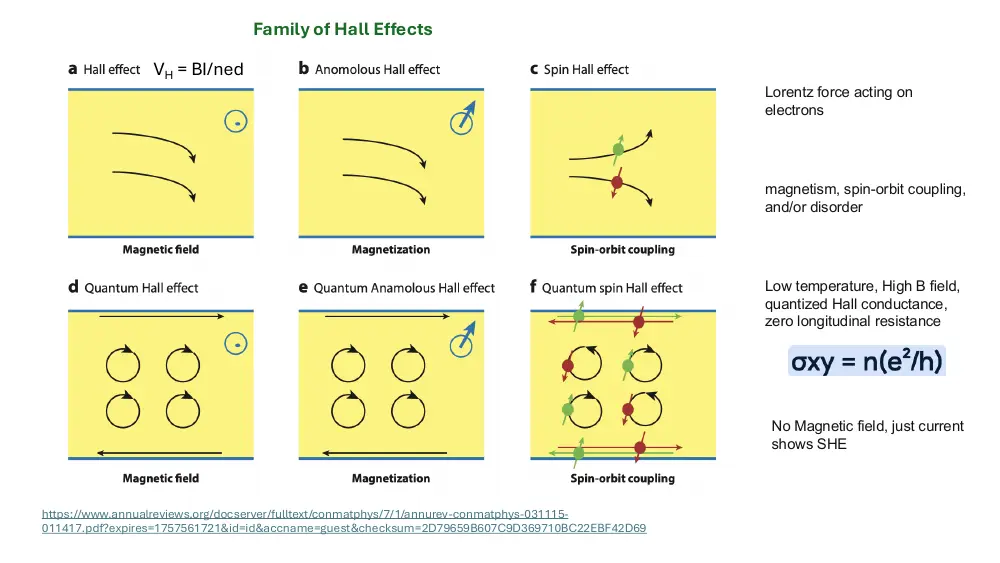 Family of Hall Effects
a Hall effect V_H = BI/ned
b Anomolous Hall effect
c Spin Hall effect
Lorentz force acting on
electrons
magnetism, spin-orbit coupling,
and/or disorder
Magnetic field
Magnetization
Spin-orbit coupling
d Quantum Hall effect
e Quantum Anamolous Hall effect
f Quantum spin Hall effect
Low temperature, High B field,
quantized Hall conductance,
zero longitudinal resistance
σxy = n(e²/h)
No Magnetic field, just current
shows SHE
Magnetic field
Magnetization
Spin-orbit coupling
https://www.annualreviews.org/docserver/fulltext/conmatphys/7/1/annurev-conmatphys-031115-
011417.pdf?expires=1757561721&id=id&accname=guest&checksum=2D79659B607C9D369710BC22EBF42D69